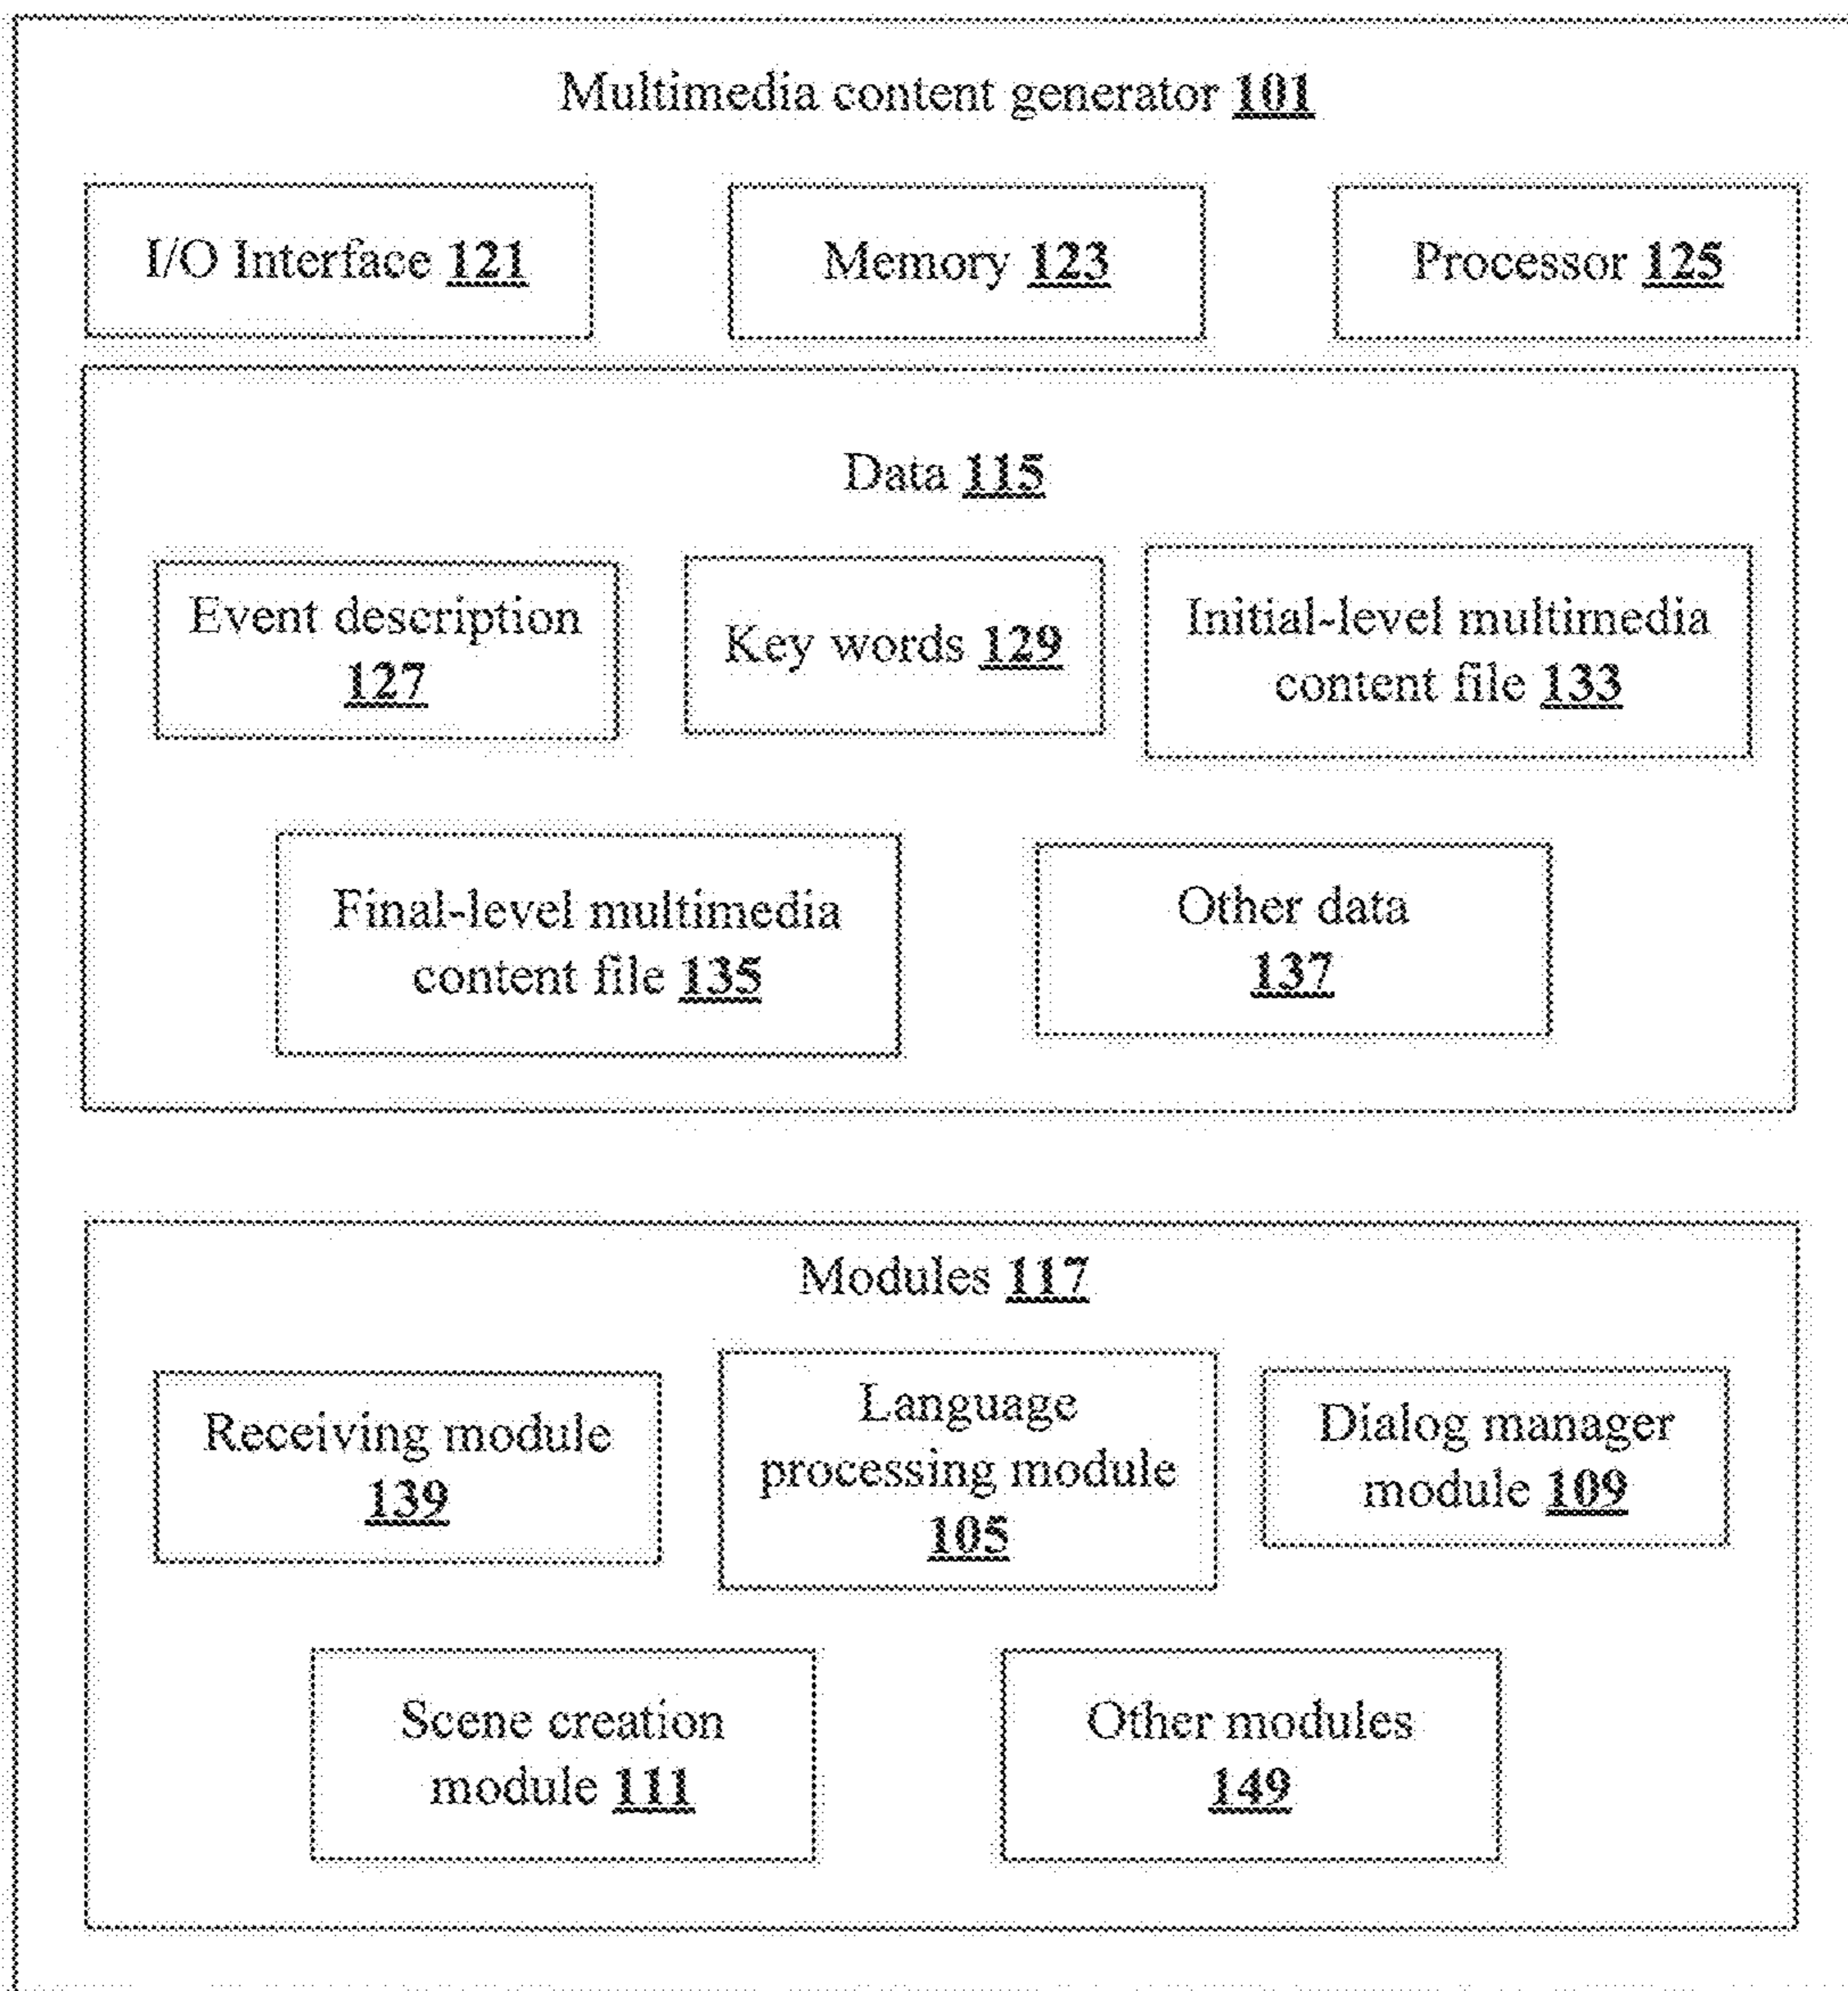 Multimedia content generator 101
I/O Interface 121
Memory 123
Processor 125
Data 115
Event description
127
Key words 129
Initial-level multimedia
content file 133
Final-level multimedia
content file 135
Other data
137
Modules 117
Receiving module
139
Language
processing module
105
Dialog manager
module 109
Scene creation
module 111
Other modules
149